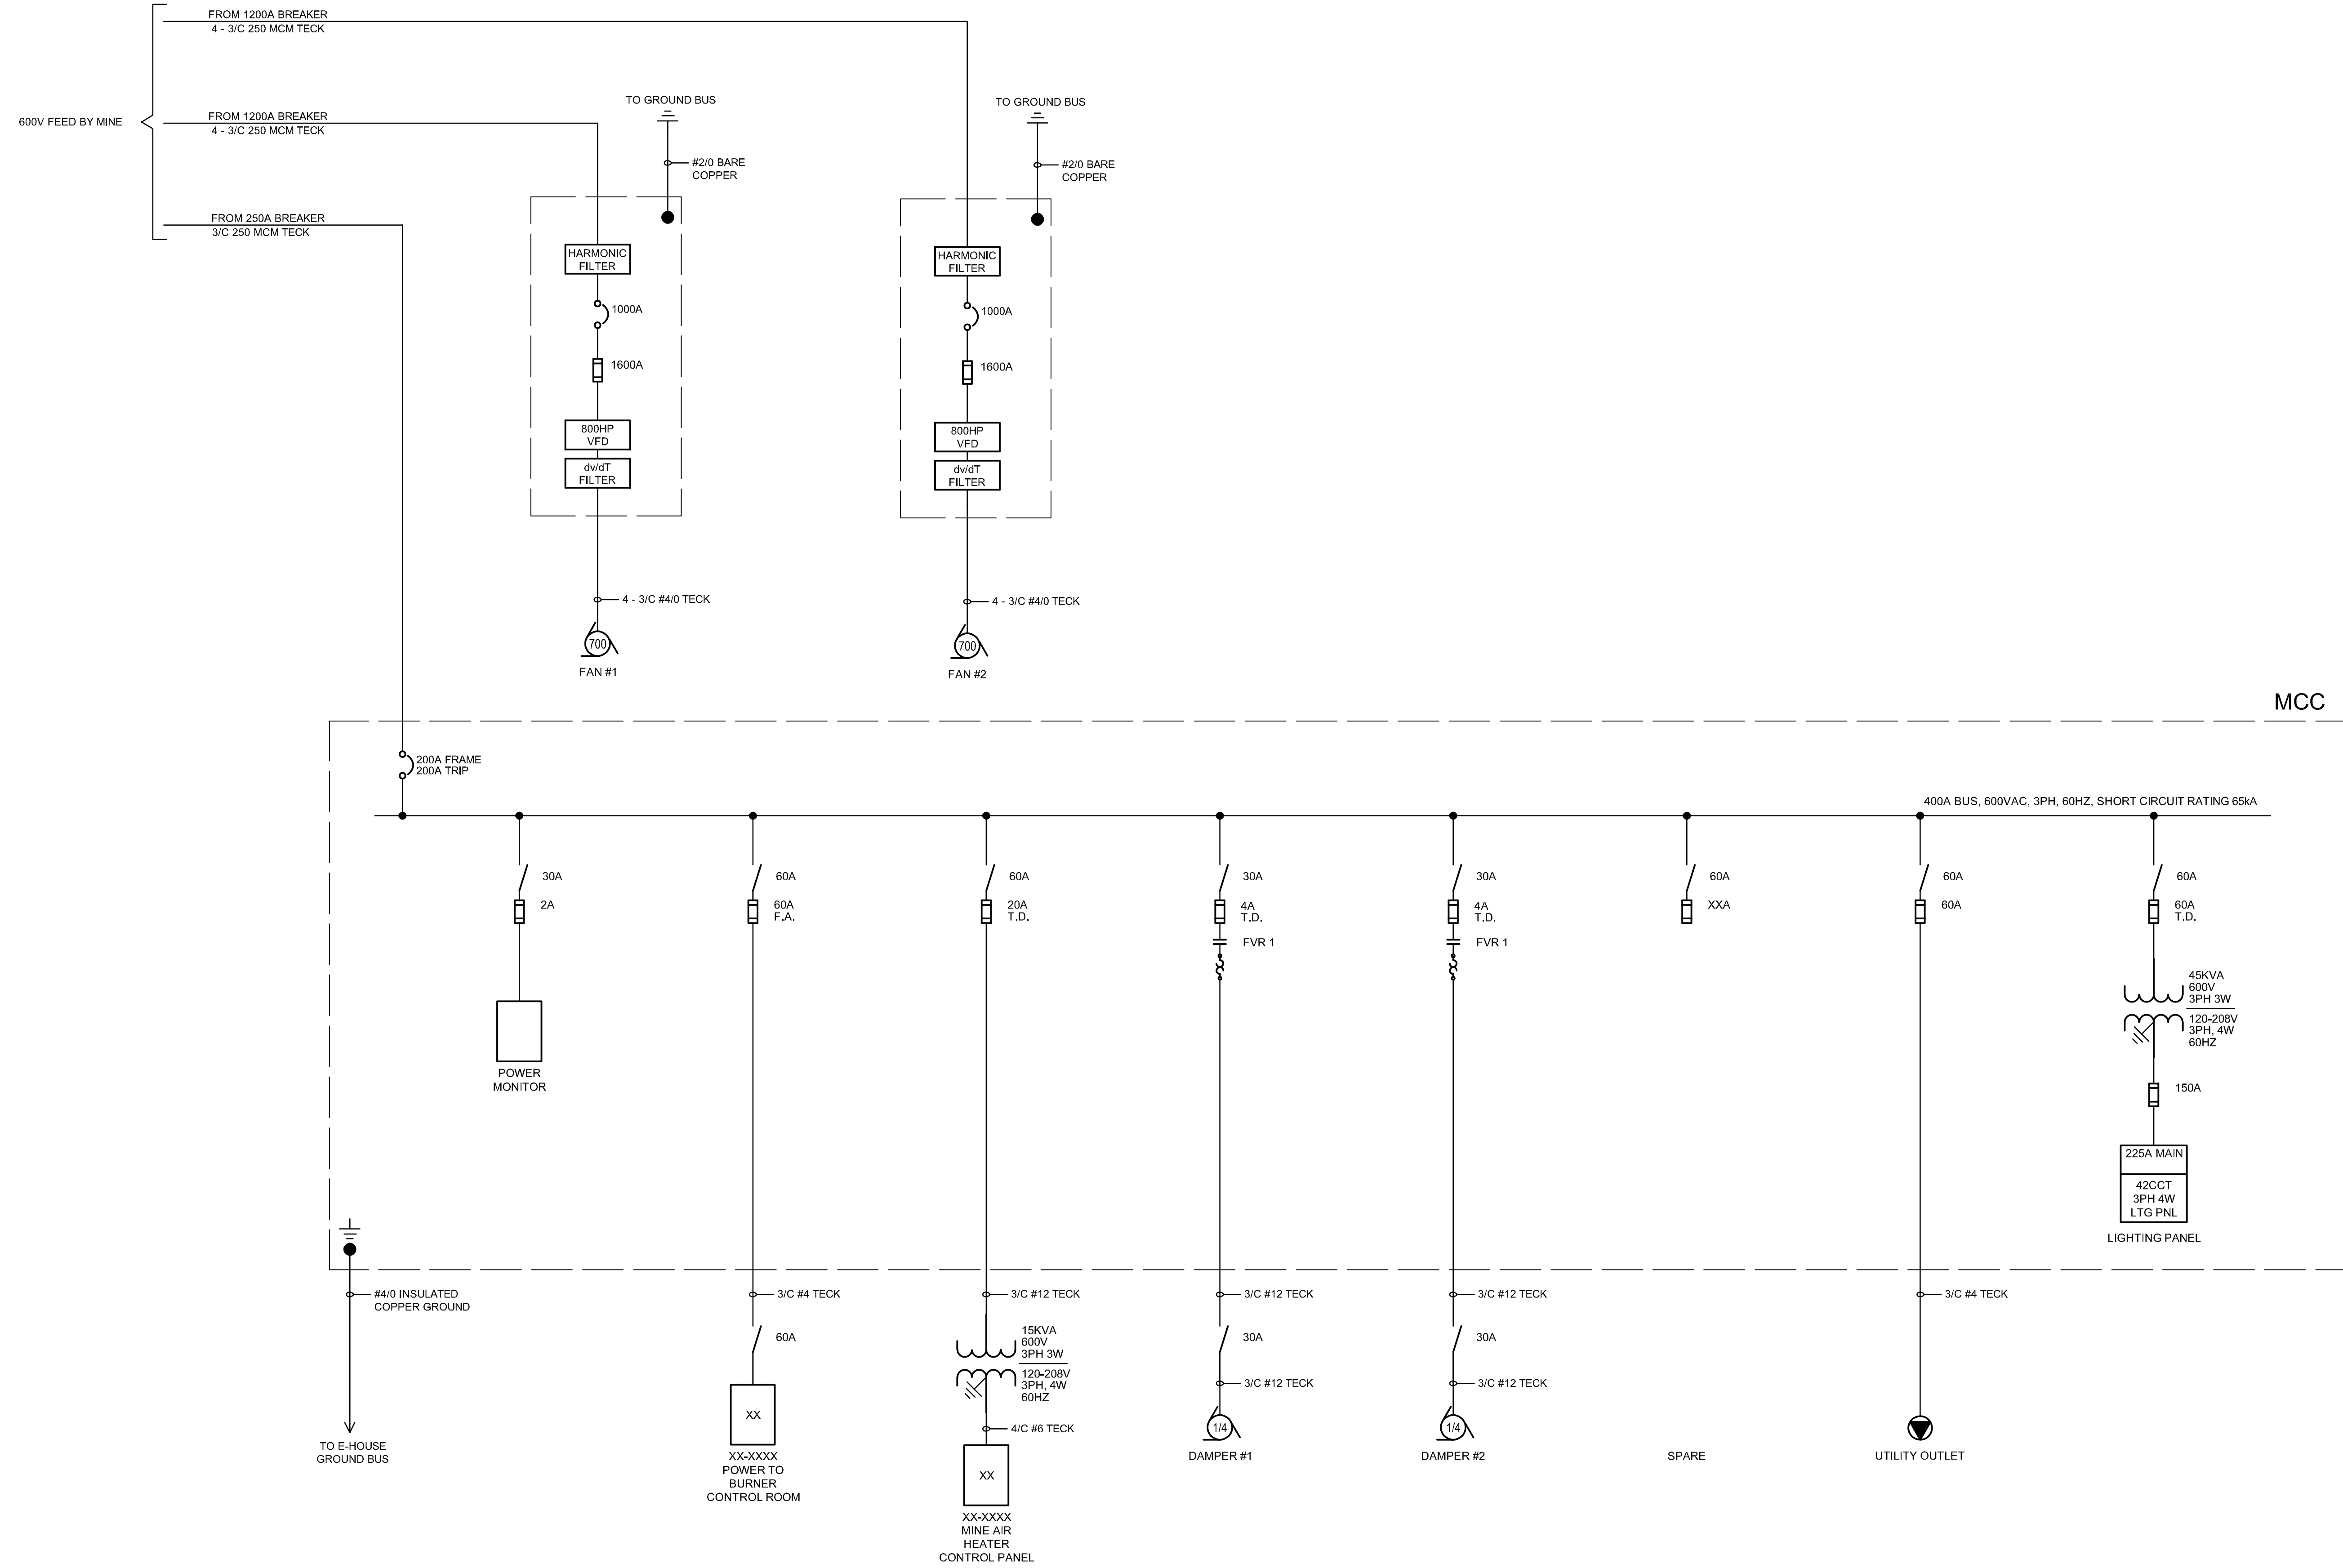 FROM 1200A BREAKER
4 - 3/C 250 MCM TECK
600V FEED BY MINE
FROM 1200A BREAKER
4 - 3/C 250 MCM TECK
FROM 250A BREAKER
3/C 250 MCM TECK
TO GROUND BUS
#2/0 BARE
COPPER
HARMONIC
FILTER
1000A
1600A
800HP
VFD
dv/dT
FILTER
4 - 3/C #4/0 TECK
700
FAN #1
TO GROUND BUS
#2/0 BARE
COPPER
HARMONIC
FILTER
1000A
1600A
800HP
VFD
dv/dT
FILTER
4 - 3/C #4/0 TECK
700
FAN #2
MCC
200A FRAME
200A TRIP
400A BUS, 600VAC, 3PH, 60HZ, SHORT CIRCUIT RATING 65kA
#4/0 INSULATED
COPPER GROUND
TO E-HOUSE
GROUND BUS
30A
2A
POWER
MONITOR
60A
60A
F.A.
3/C #4 TECK
60A
XX
XX-XXXX
POWER TO
BURNER
CONTROL ROOM
60A
20A
T.D.
3/C #12 TECK
15KVA
600V
3PH 3W
120-208V
3PH, 4W
60HZ
4/C #6 TECK
XX
XX-XXXX
MINE AIR
HEATER
CONTROL PANEL
30A
4A
T.D.
FVR 1
3/C #12 TECK
30A
3/C #12 TECK
1/4
DAMPER #1
30A
4A
T.D.
FVR 1
3/C #12 TECK
30A
3/C #12 TECK
1/4
DAMPER #2
60A
XXA
SPARE
60A
60A
3/C #4 TECK
UTILITY OUTLET
60A
60A
T.D.
45KVA
600V
3PH 3W
120-208V
3PH, 4W
60HZ
150A
225A MAIN
42CCT
3PH 4W
LTG PNL
LIGHTING PANEL